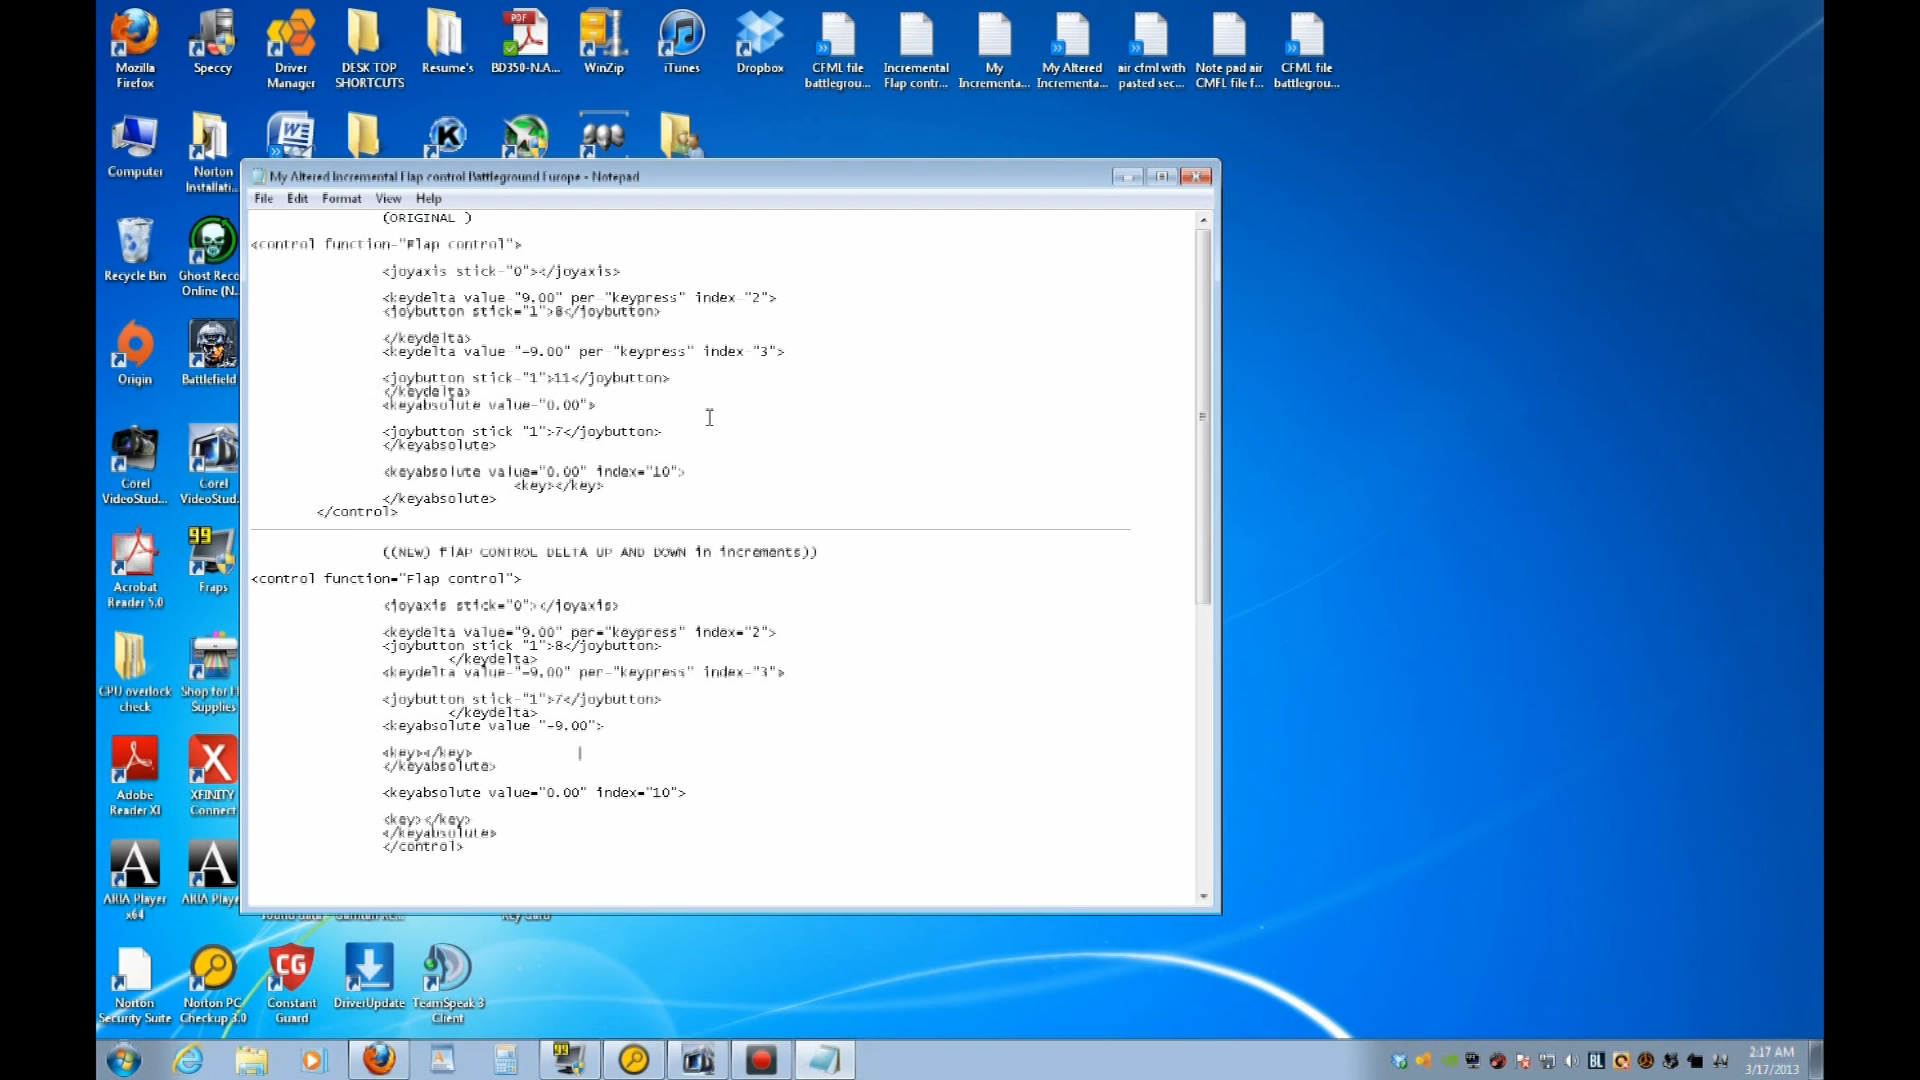 Mozilla Firefox
Speccy
Driver Manager
DESK TOP SHORTCUTS
Resume's
BD350-N.A...
WinZip
iTunes
Dropbox
CFML file battlegrou...
Incremental Flap contr...
My Incrementa...
My Altered Incrementa...
air cfml with pasted sec...
Note pad air CMFL file f...
CFML file battlegrou...
Computer
Norton Installati...
Recycle Bin
Ghost Reco Online (N...
Origin
Battlefield
Corel VideoStud...
Corel VideoStud...
Acrobat Reader 5.0
Fraps
CPU overlock check
Shop for H Supplies
Adobe Reader XI
XFINITY Connect
ARIA Player x64
ARIA Playe
Norton Security Suite
Norton PC Checkup 3.0
Constant Guard
DriverUpdate
TeamSpeak 3 Client
My Altered Incremental Flap control Battleground Europe - Notepad
File Edit Format View Help
(ORIGINAL )
<control function="Flap control">
<joyaxis stick="0"></joyaxis>
<keydelta value="9.00" per="keypress" index="2">
<joybutton stick="1">8</joybutton>
</keydelta>
<keydelta value="-9.00" per="keypress" index="3">
<joybutton stick="1">11</joybutton>
</keydelta>
<keyabsolute value="0.00">
<joybutton stick="1">7</joybutton>
</keyabsolute>
<keyabsolute value="0.00" index="10">
<key></key>
</keyabsolute>
</control>
((NEW) flAP CONTROL DELTA UP AND DOWN in increments))
<control function="Flap control">
<joyaxis stick="0"></joyaxis>
<keydelta value="9.00" per="keypress" index="2">
<joybutton stick="1">8</joybutton>
</keydelta>
<keydelta value="-9.00" per="keypress" index="3">
<joybutton stick="1">7</joybutton>
</keydelta>
<keyabsolute value="-9.00">
<key></key>
</keyabsolute>
<keyabsolute value="0.00" index="10">
<key></key>
</keyabsolute>
</control>
2:17 AM
3/17/2013